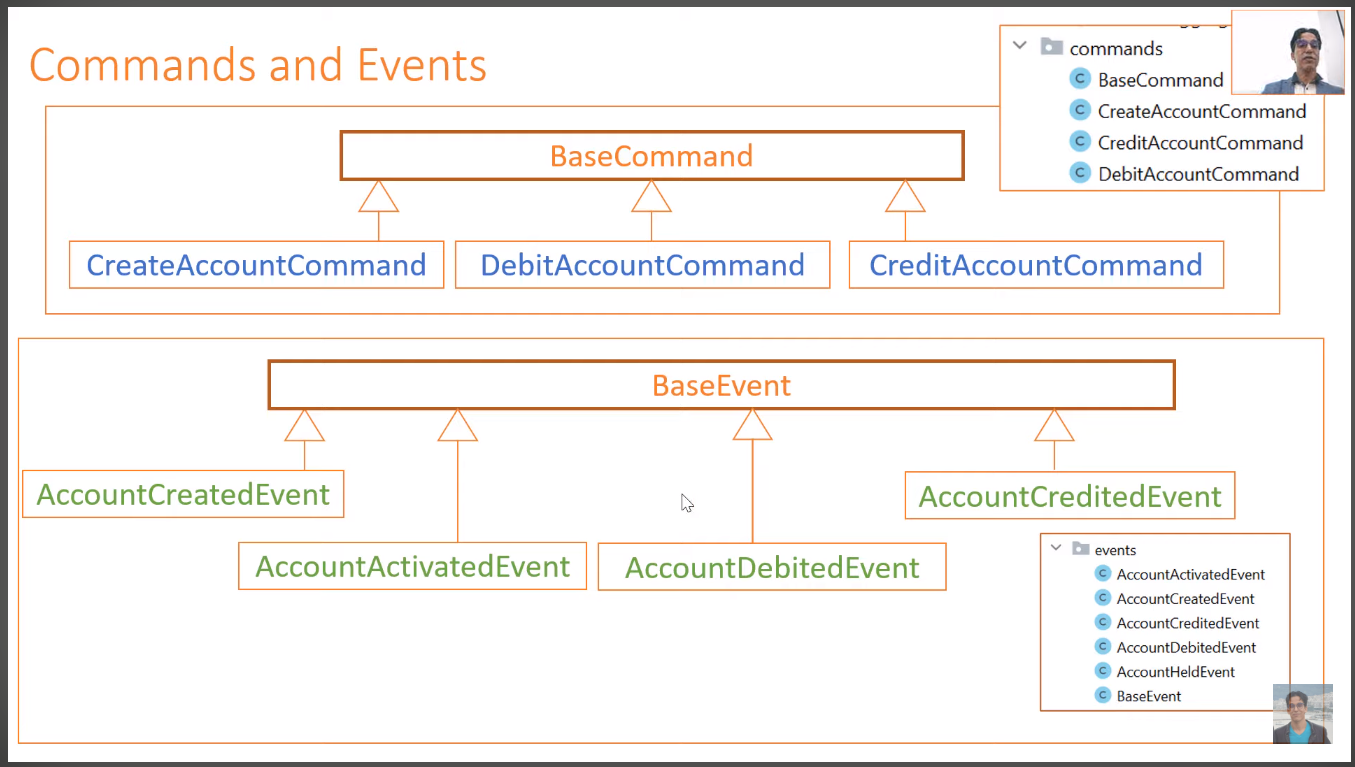 Commands and Events
commands
BaseCommand
CreateAccountCommand
CreditAccountCommand
DebitAccountCommand
BaseCommand
CreateAccountCommand
DebitAccountCommand
CreditAccountCommand
BaseEvent
AccountCreatedEvent
AccountCreditedEvent
AccountActivatedEvent
AccountDebitedEvent
events
AccountActivatedEvent
AccountCreatedEvent
AccountCreditedEvent
AccountDebitedEvent
AccountHeldEvent
BaseEvent